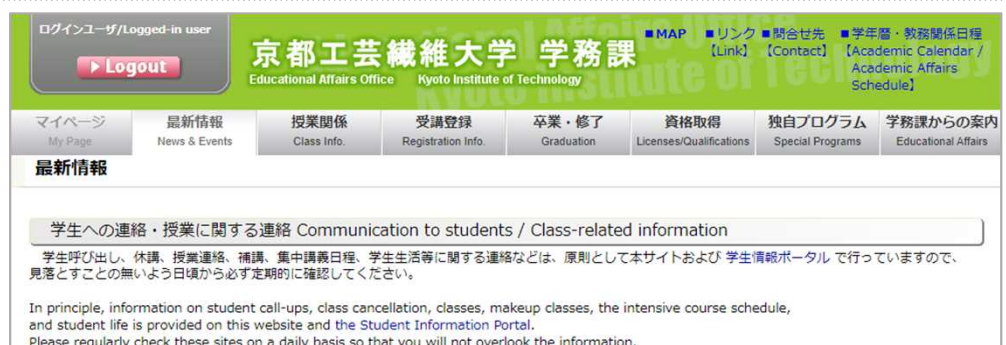 ログインユーザ/Logged-in user
Logout
京都工芸繊維大学 学務課
Educational Affairs Office Kyoto Institute of Technology
■MAP ■リンク【Link】 ■問合せ先【Contact】 ■学年暦・教務関係日程【Academic Calendar / Academic Affairs Schedule】
マイページ 最新情報 授業関係 受講登録 卒業・修了 資格取得 独自プログラム 学務課からの案内
My Page News & Events Class Info. Registration Info. Graduation Licenses/Qualifications Special Programs Educational Affairs
最新情報
学生への連絡・授業に関する連絡 Communication to students / Class-related information
学生呼び出し、休講、授業連絡、補講、集中講義日程、学生生活等に関する連絡などは、原則として本サイトおよび 学生情報ポータル で行っていますので、
見落とすことの無いよう日頃から必ず定期的に確認してください。
In principle, information on student call-ups, class cancellation, classes, makeup classes, the intensive course schedule,
and student life is provided on this website and the Student Information Portal.
Please regularly check these sites on a daily basis so that you will not overlook the information.